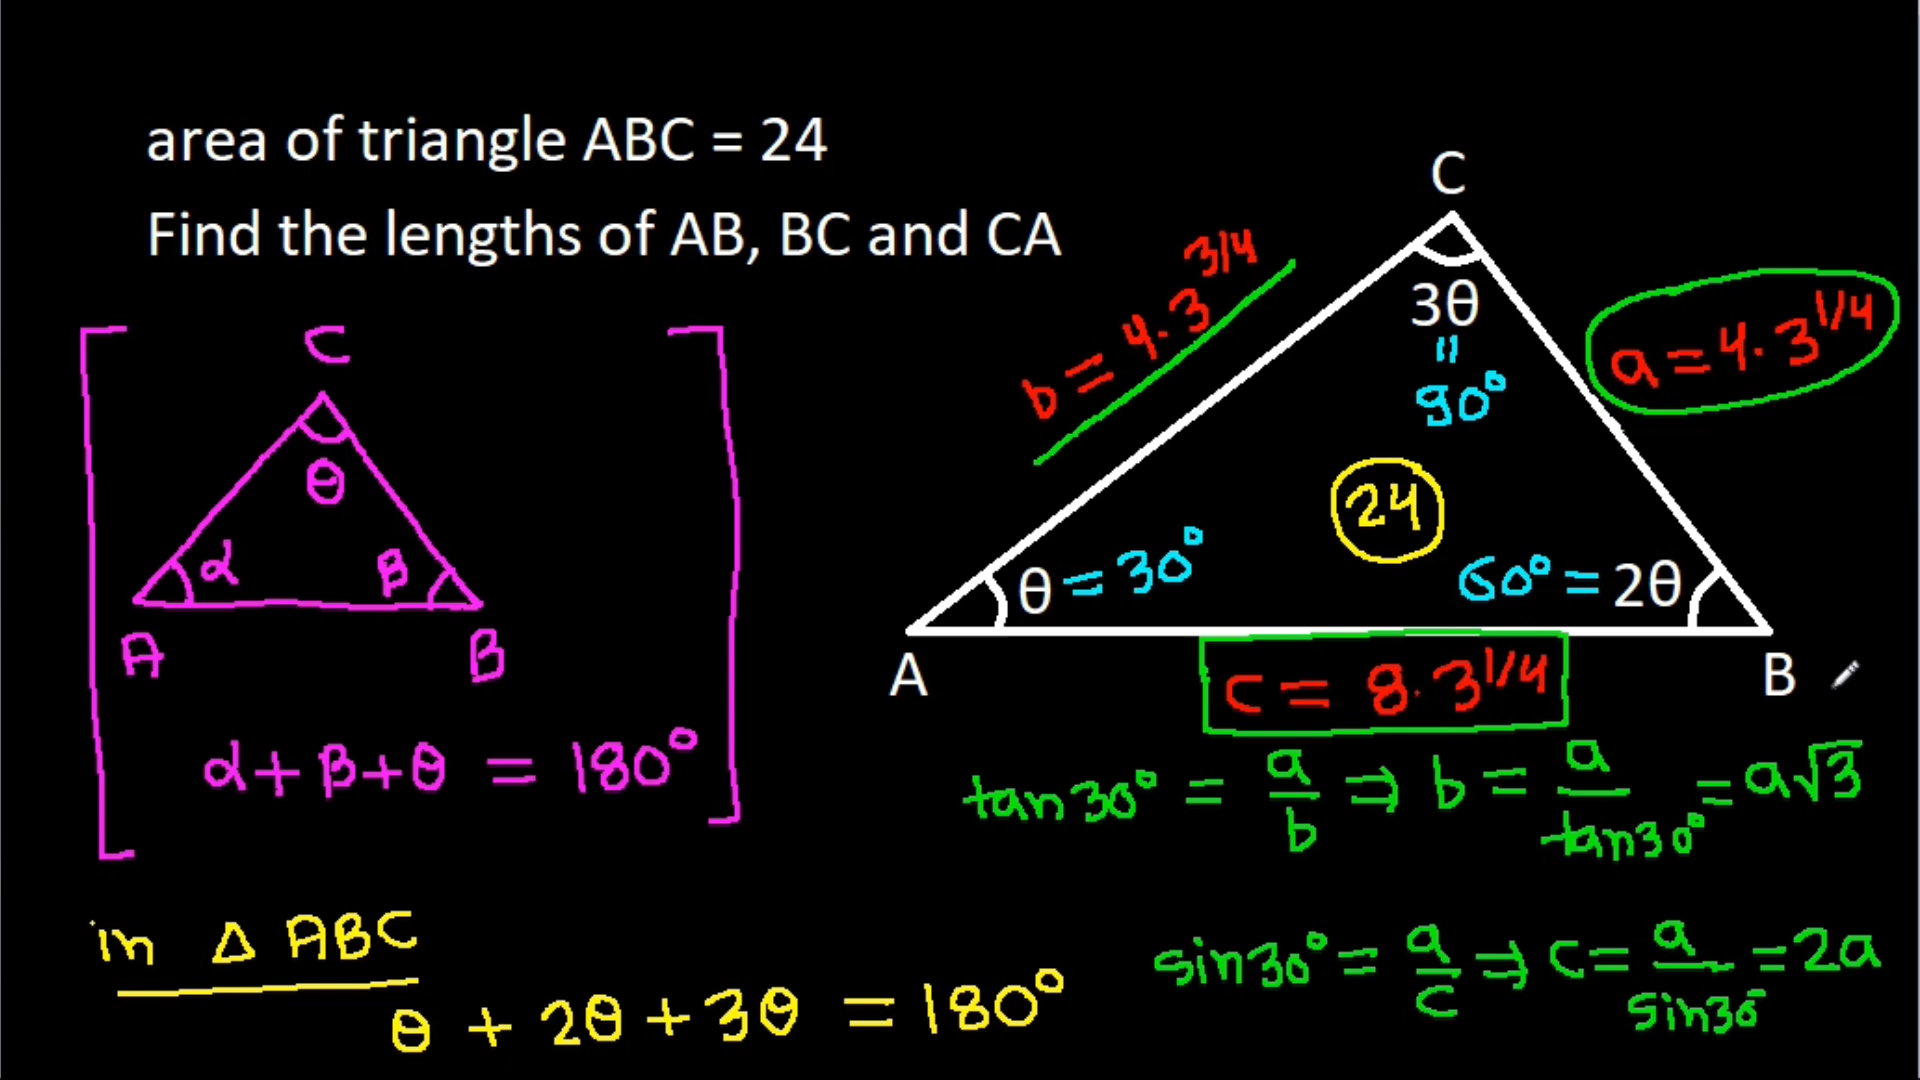 area of triangle ABC = 24
Find the lengths of AB, BC and CA
C
θ
α
β
A
B
α + β + θ = 180°
in Δ ABC
θ + 2θ + 3θ = 180°
C
b = 4·3^3/4
3θ
=
90°
a = 4·3^1/4
24
θ = 30°
60° = 2θ
A
B
c = 8·3^1/4
tan30° = a/b ⇒ b = a/tan30° = a√3
sin30° = a/c ⇒ c = a/sin30° = 2a